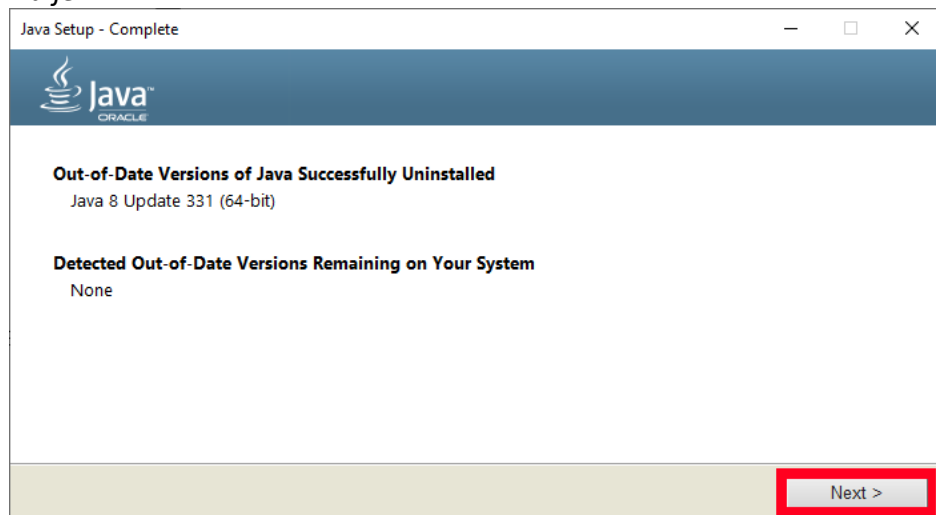 Java Setup - Complete
Java™
ORACLE
Out-of-Date Versions of Java Successfully Uninstalled
Java 8 Update 331 (64-bit)
Detected Out-of-Date Versions Remaining on Your System
None
Next >